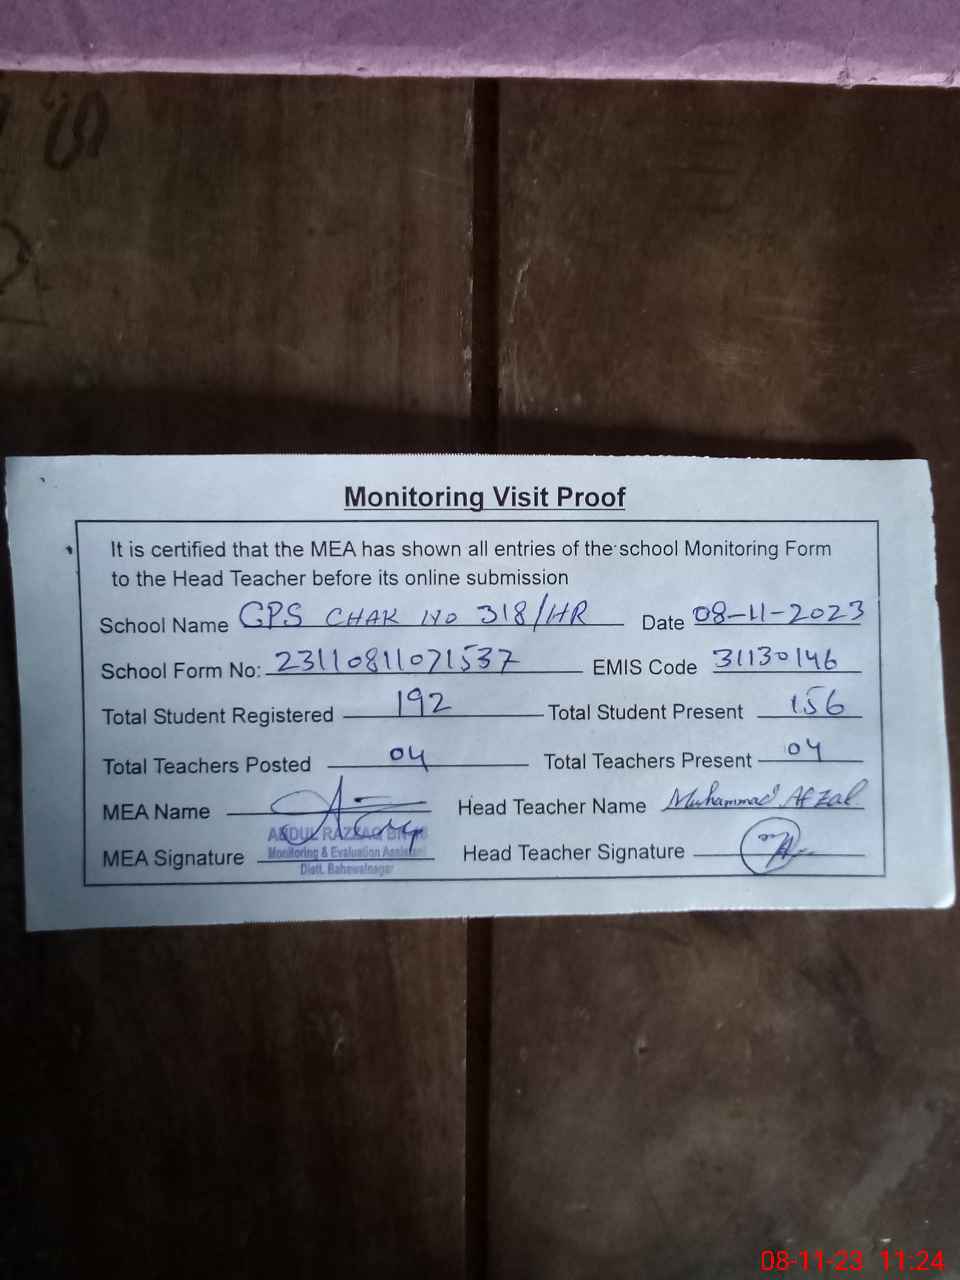 Monitoring Visit Proof
It is certified that the MEA has shown all entries of the school Monitoring Form
to the Head Teacher before its online submission
School Name GPS CHAK NO 318/HR Date 08-11-2023
School Form No: 23110811071537 EMIS Code 31130146
Total Student Registered 192 Total Student Present 156
Total Teachers Posted 04 Total Teachers Present 04
MEA Name Head Teacher Name Muhammad Afzal
ABDUL RAZZAQ
MEA Signature Monitoring & Evaluation Assistant Head Teacher Signature
Distt. Bahawalnagar
08-11-23 11:24